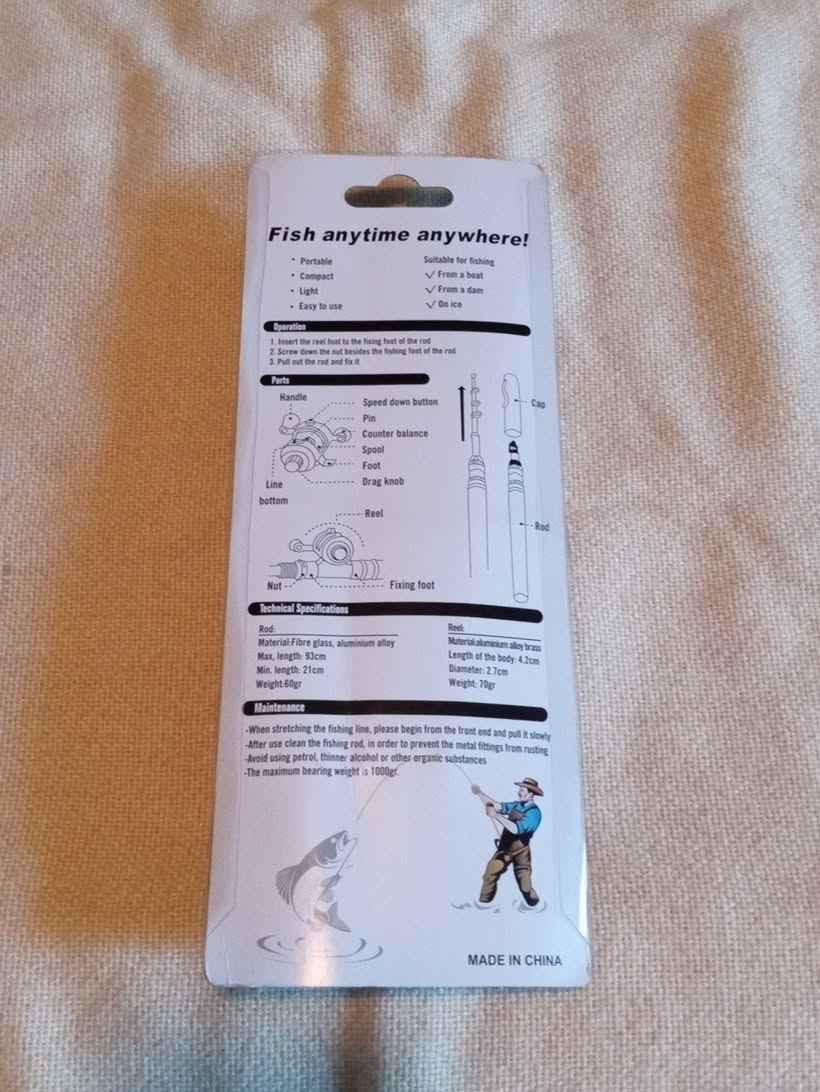 Fish anytime anywhere!
• Portable
• Compact
• Light
• Easy to use
Suitable for fishing
✓ From a boat
✓ From a dam
✓ On ice
Operation
1. Insert the reel foot to the fixing foot of the rod
2. Screw down the nut besides the fishing foot of the rod
3. Pull out the rod and fix it
Parts
Handle
Speed down button
Pin
Counter balance
Spool
Foot
Drag knob
Line
bottom
Reel
Nut
Fixing foot
Cap
Rod
Technical Specifications
Rod:
Material:Fibre glass, aluminium alloy
Max, length: 93cm
Min. length: 21cm
Weight:60gr
Reel:
Material:aluminium alloy brass
Length of the body: 4.2cm
Diameter: 2.7cm
Weight: 70gr
Maintenance
-When stretching the fishing line, please begin from the front end and pull it slowly
-After use clean the fishing rod, in order to prevent the metal fittings from rusting
-Avoid using petrol, thinner alcohol or other organic substances
-The maximum bearing weight is 1000gr.
MADE IN CHINA